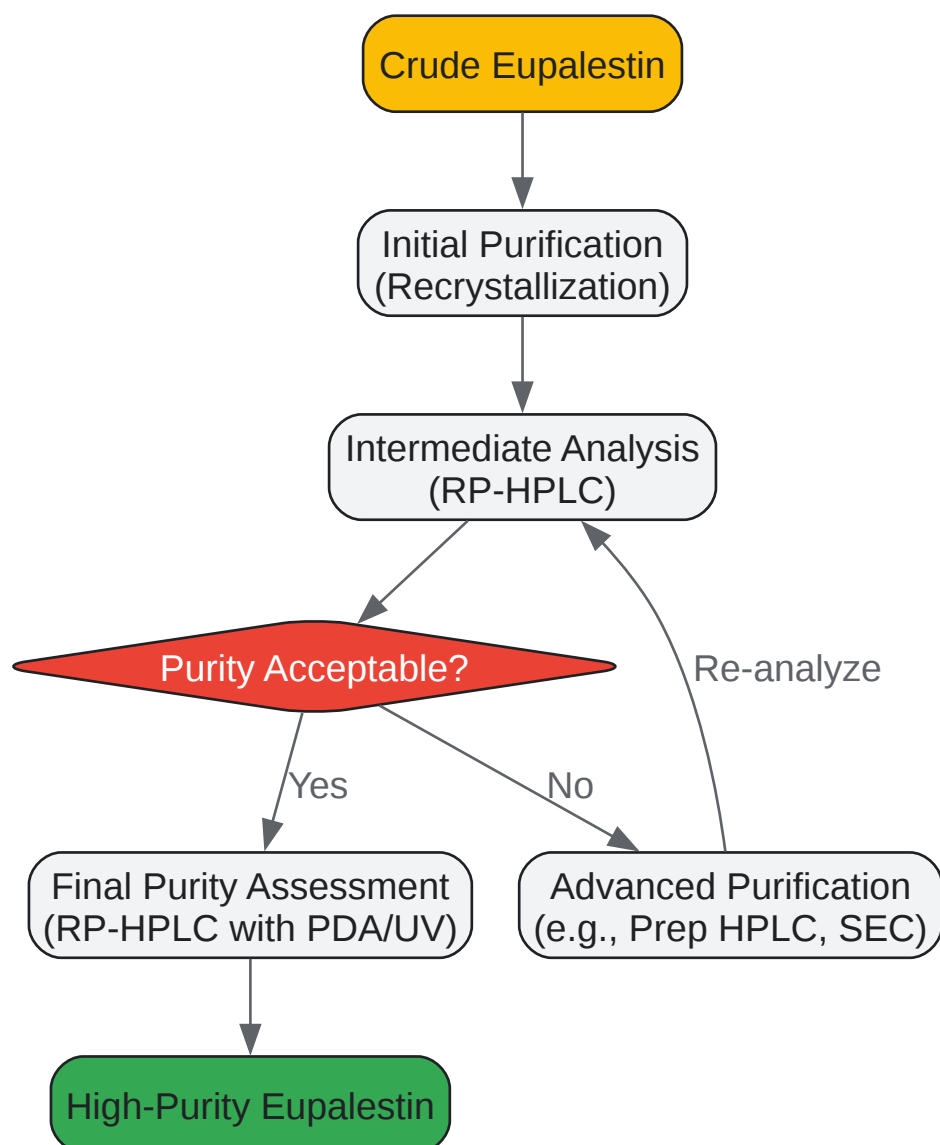 Crude Eupalestin
Initial Purification
(Recrystallization)
Intermediate Analysis
(RP-HPLC)
Purity Acceptable?
Re-analyze
Yes
No
Final Purity Assessment
(RP-HPLC with PDA/UV)
Advanced Purification
(e.g., Prep HPLC, SEC)
High-Purity Eupalestin